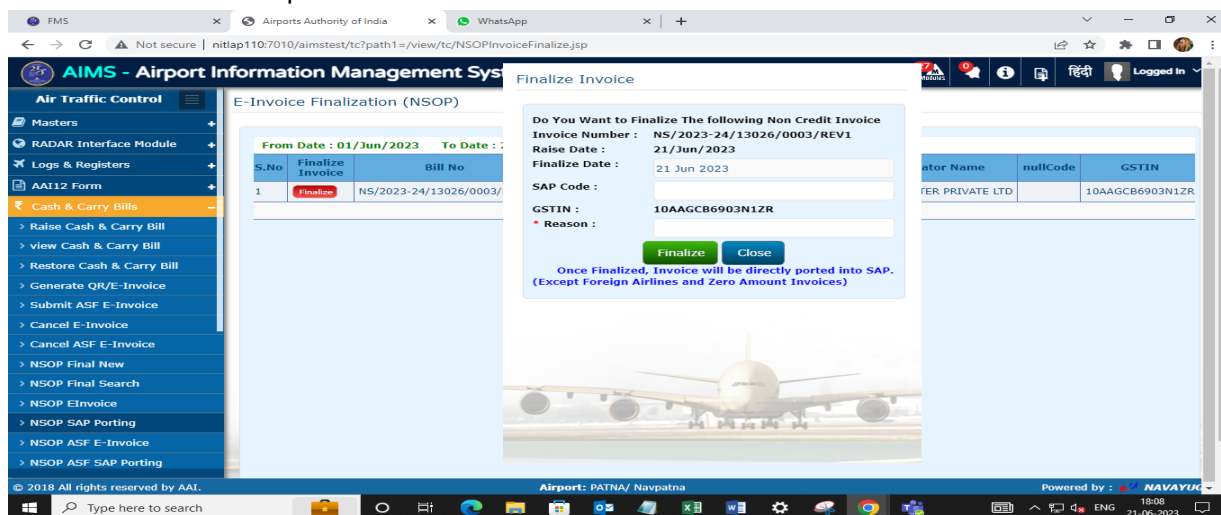 FMS
Airports Authority of India
WhatsApp
Not secure | nitlap110:7010/aimstest/tc?path1=/view/tc/NSOPInvoiceFinalize.jsp
AIMS - Airport Information Management Syst
Modules
हिंदी
Logged In
Air Traffic Control
E-Invoice Finalization (NSOP)
Masters
RADAR Interface Module
Logs & Registers
AAI12 Form
₹ Cash & Carry Bills
> Raise Cash & Carry Bill
> view Cash & Carry Bill
> Restore Cash & Carry Bill
> Generate QR/E-Invoice
> Submit ASF E-Invoice
> Cancel E-Invoice
> Cancel ASF E-Invoice
> NSOP Final New
> NSOP Final Search
> NSOP EInvoice
> NSOP SAP Porting
> NSOP ASF E-Invoice
> NSOP ASF SAP Porting
From Date : 01/Jun/2023 To Date : 2
S.No Finalize Invoice Bill No ator Name nullCode GSTIN
1 Finalize NS/2023-24/13026/0003/ TER PRIVATE LTD 10AAGCB6903N1ZR
Finalize Invoice
Do You Want to Finalize The following Non Credit Invoice
Invoice Number : NS/2023-24/13026/0003/REV1
Raise Date : 21/Jun/2023
Finalize Date : 21 Jun 2023
SAP Code :
GSTIN : 10AAGCB6903N1ZR
* Reason :
Finalize Close
Once Finalized, Invoice will be directly ported into SAP.
(Except Foreign Airlines and Zero Amount Invoices)
© 2018 All rights reserved by AAI. Airport: PATNA/ Navpatna Powered by : NAVAYUG
Type here to search
ENG
18:08
21-06-2023